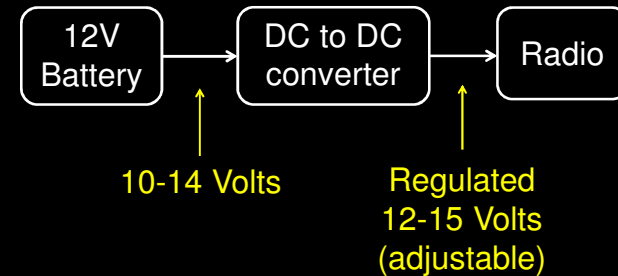 12V
Battery
DC to DC
converter
Radio
10-14 Volts
Regulated
12-15 Volts
(adjustable)